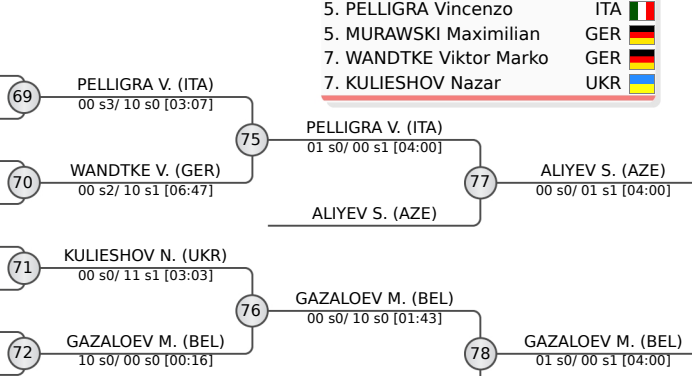 5. PELLIGRA Vincenzo ITA
5. MURAWSKI Maximilian GER
7. WANDTKE Viktor Marko GER
7. KULIESHOV Nazar UKR
69
PELLIGRA V. (ITA)
00 s3/ 10 s0 [03:07]
75
PELLIGRA V. (ITA)
01 s0/ 00 s1 [04:00]
70
WANDTKE V. (GER)
00 s2/ 10 s1 [06:47]
77
ALIYEV S. (AZE)
00 s0/ 01 s1 [04:00]
ALIYEV S. (AZE)
71
KULIESHOV N. (UKR)
00 s0/ 11 s1 [03:03]
76
GAZALOEV M. (BEL)
00 s0/ 10 s0 [01:43]
72
GAZALOEV M. (BEL)
10 s0/ 00 s0 [00:16]
78
GAZALOEV M. (BEL)
01 s0/ 00 s1 [04:00]